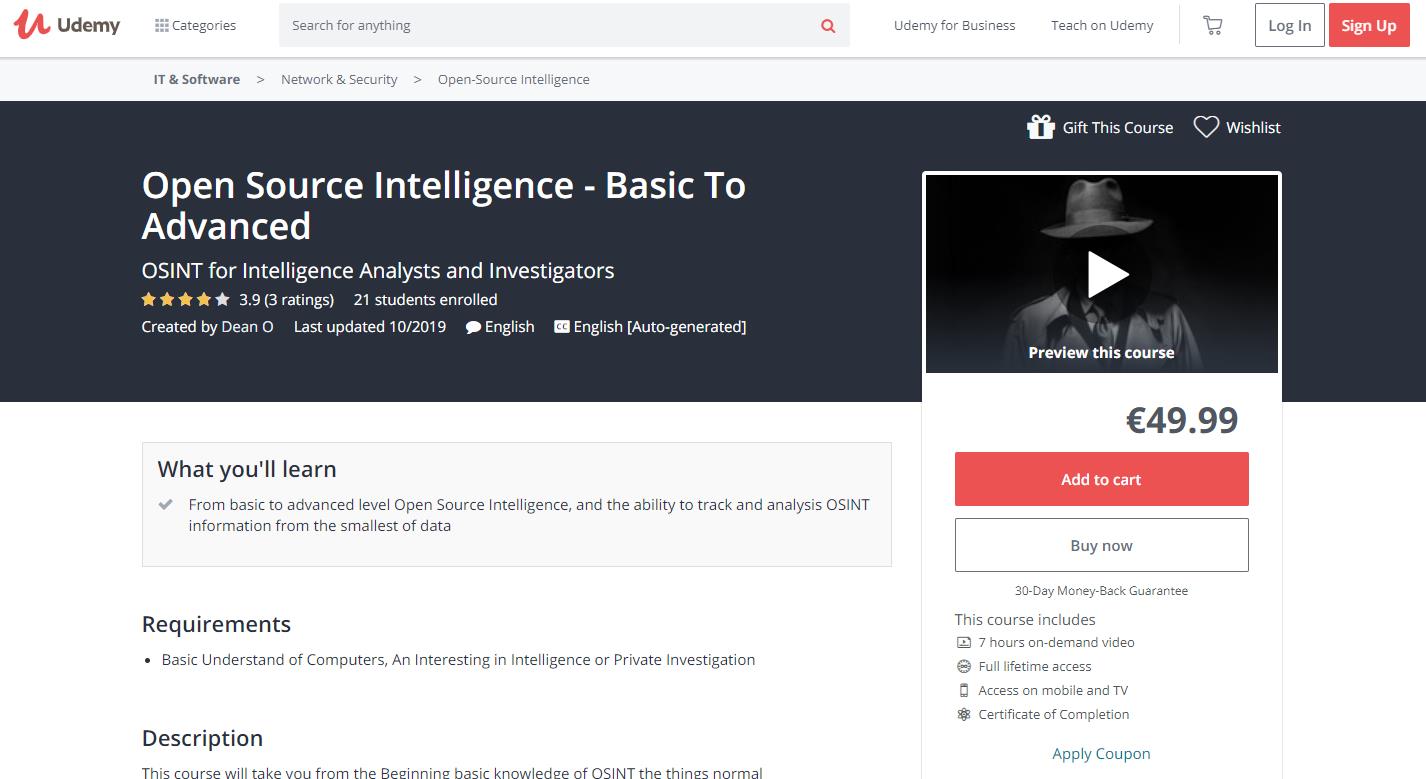 Udemy
Categories
Search for anything
Udemy for Business
Teach on Udemy
Log In
Sign Up
IT & Software > Network & Security > Open-Source Intelligence
Gift This Course
Wishlist
Open Source Intelligence - Basic To
Advanced
OSINT for Intelligence Analysts and Investigators
3.9 (3 ratings) 21 students enrolled
Created by Dean O Last updated 10/2019 English CC English [Auto-generated]
Preview this course
€49.99
Add to cart
Buy now
30-Day Money-Back Guarantee
This course includes
7 hours on-demand video
Full lifetime access
Access on mobile and TV
Certificate of Completion
Apply Coupon
What you'll learn
From basic to advanced level Open Source Intelligence, and the ability to track and analysis OSINT
information from the smallest of data
Requirements
Basic Understand of Computers, An Interesting in Intelligence or Private Investigation
Description
This course will take you from the Beginning basic knowledge of OSINT the things normal